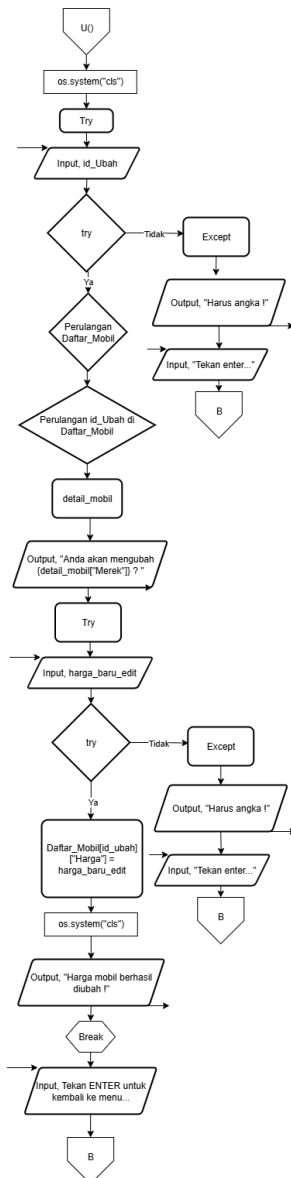 U()
os.system("cls")
Try
Input, id_Ubah
try
Tidak
Except
Ya
Output, "Harus angka !"
Perulangan
Daftar_Mobil
Input, "Tekan enter..."
B
Perulangan id_Ubah di
Daftar_Mobil
detail_mobil
Output, "Anda akan mengubah
{detail_mobil["Merek"]} ? "
Try
Input, harga_baru_edit
try
Tidak
Except
Ya
Output, "Harus angka !"
Daftar_Mobil[id_ubah]
["Harga"] =
harga_baru_edit
Input, "Tekan enter..."
B
os.system("cls")
Output, "Harga mobil berhasil
diubah !"
Break
Input, Tekan ENTER untuk
kembali ke menu...
B